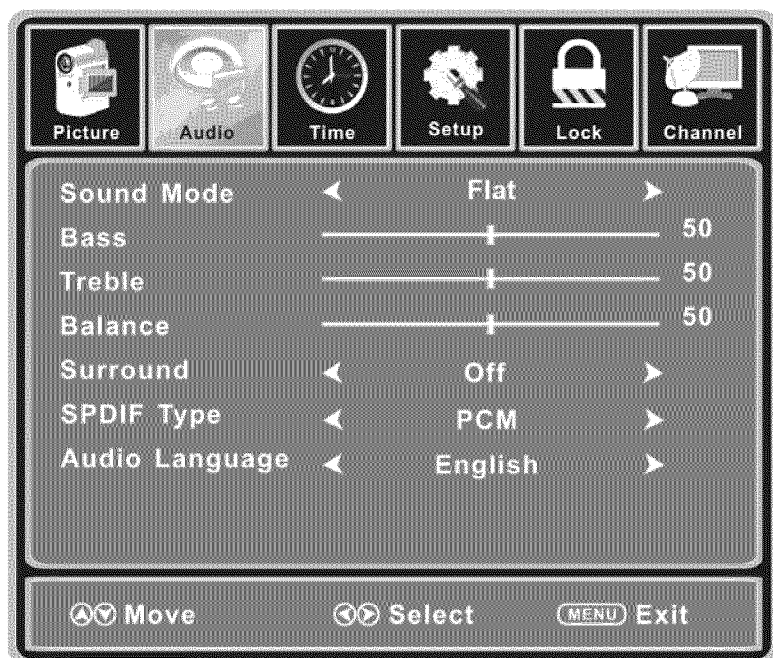 Picture Audio Time Setup Lock Channel
Sound Mode Flat
Bass 50
Treble 50
Balance 50
Surround Off
SPDIF Type PCM
Audio Language English
Move Select MENU Exit